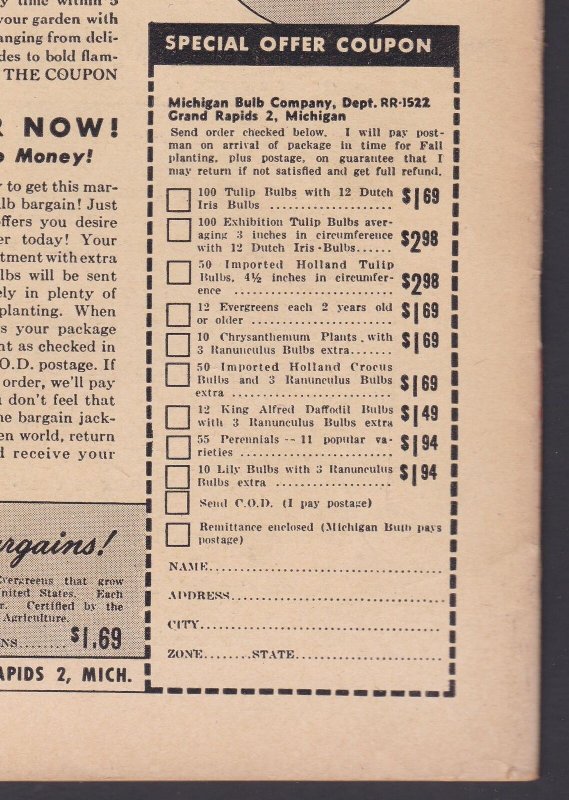 ny time within 5
your garden with
anging from deli-
des to bold flam-
THE COUPON
R NOW!
o Money!
r to get this mar-
lb bargain! Just
offers you desire
er today! Your
tment with extra
lbs will be sent
ely in plenty of
planting. When
s your package
nt as checked in
.O.D. postage. If
order, we'll pay
u don't feel that
ne bargain jack-
en world, return
d receive your
argains!
Evergreens that grow
United States. Each
r. Certified by the
Agriculture.
NS........ $1.69
APIDS 2, MICH.
SPECIAL OFFER COUPON
Michigan Bulb Company, Dept. RR-1522
Grand Rapids 2, Michigan
Send order checked below. I will pay post-
man on arrival of package in time for Fall
planting, plus postage, on guarantee that I
may return if not satisfied and get full refund.
100 Tulip Bulbs with 12 Dutch
Iris Bulbs ..................... $1 69
100 Exhibition Tulip Bulbs aver-
aging 3 inches in circumference
with 12 Dutch Iris Bulbs...... $2 98
50 Imported Holland Tulip
Bulbs, 4½ inches in circumfer-
ence ........................ $2 98
12 Evergreens each 2 years old
or older ........................ $1 69
10 Chrysanthemum Plants with
3 Ranunculus Bulbs extra....... $1 69
50 Imported Holland Crocus
Bulbs and 3 Ranunculus Bulbs
extra ........................... $1 69
12 King Alfred Daffodil Bulbs
with 3 Ranunculus Bulbs extra $1 49
55 Perennials -- 11 popular va-
rieties ......................... $1 94
10 Lily Bulbs with 3 Ranunculus
Bulbs extra .................... $1 94
Send C.O.D. (I pay postage)
Remittance enclosed (Michigan Bulb pays
postage)
NAME........................................
ADDRESS.....................................
CITY........................................
ZONE........STATE........................